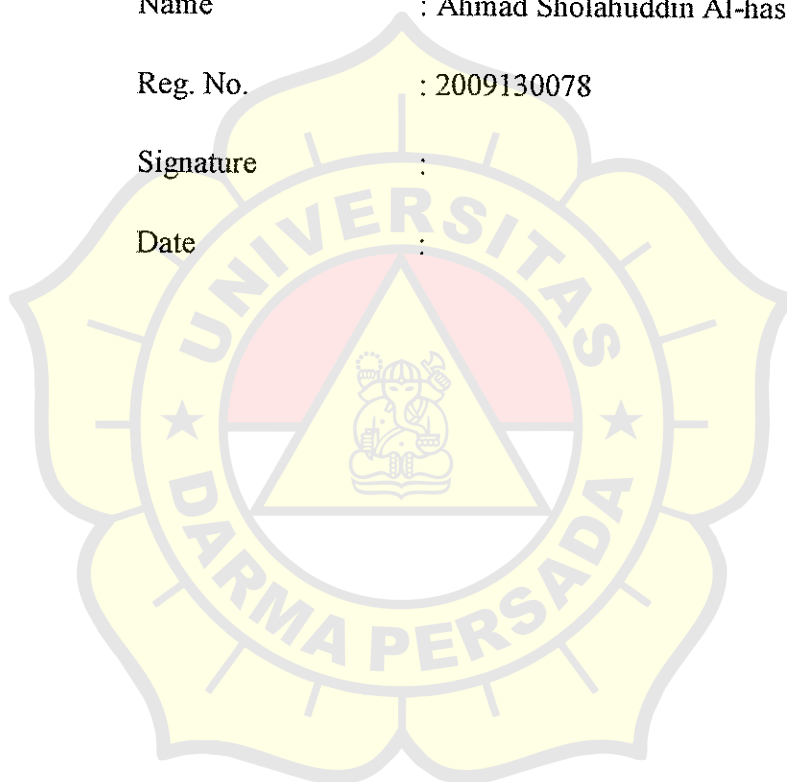 Name : Ahmad Sholahuddin Al-has
Reg. No. : 2009130078
Signature :
Date :
UNIVERSITAS
DARMA PERSADA